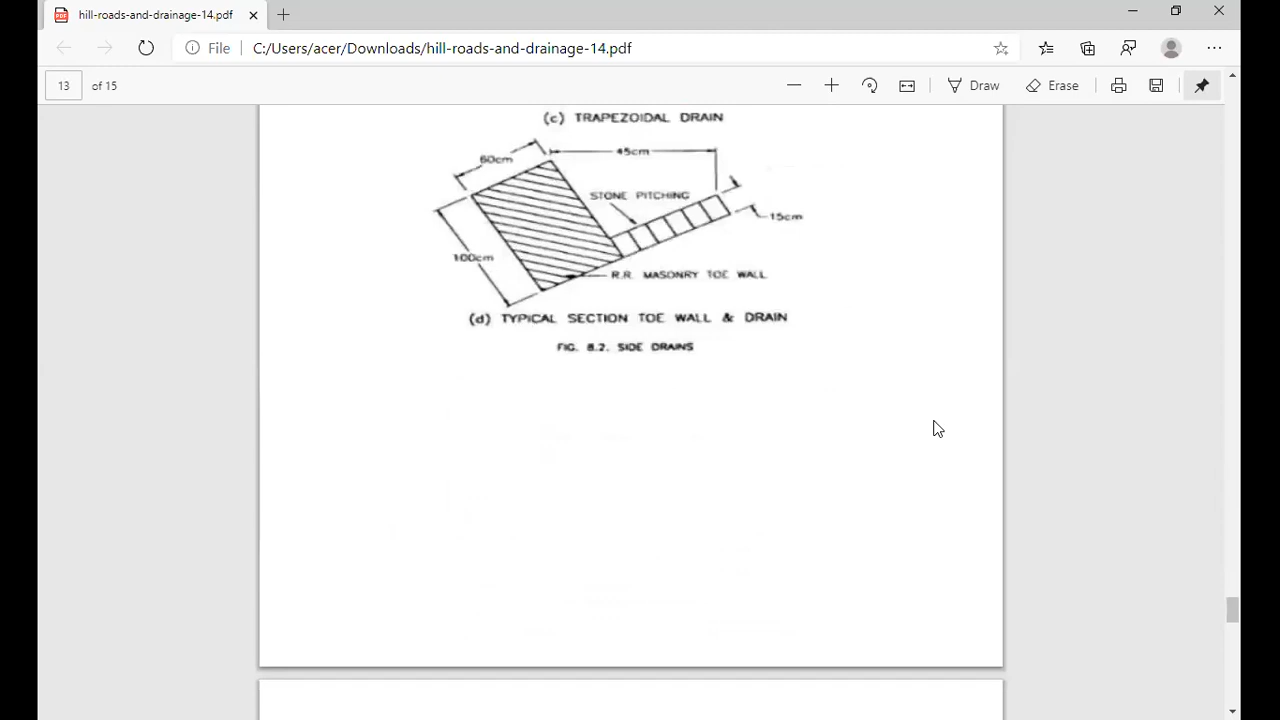 hill-roads-and-drainage-14.pdf
File C:/Users/acer/Downloads/hill-roads-and-drainage-14.pdf
13 of 15 Draw Erase
(c) TRAPEZOIDAL DRAIN
60cm 45cm
STONE PITCHING
15cm
100cm
R.R. MASONRY TOE WALL
(d) TYPICAL SECTION TOE WALL & DRAIN
FIG. 8.2. SIDE DRAINS